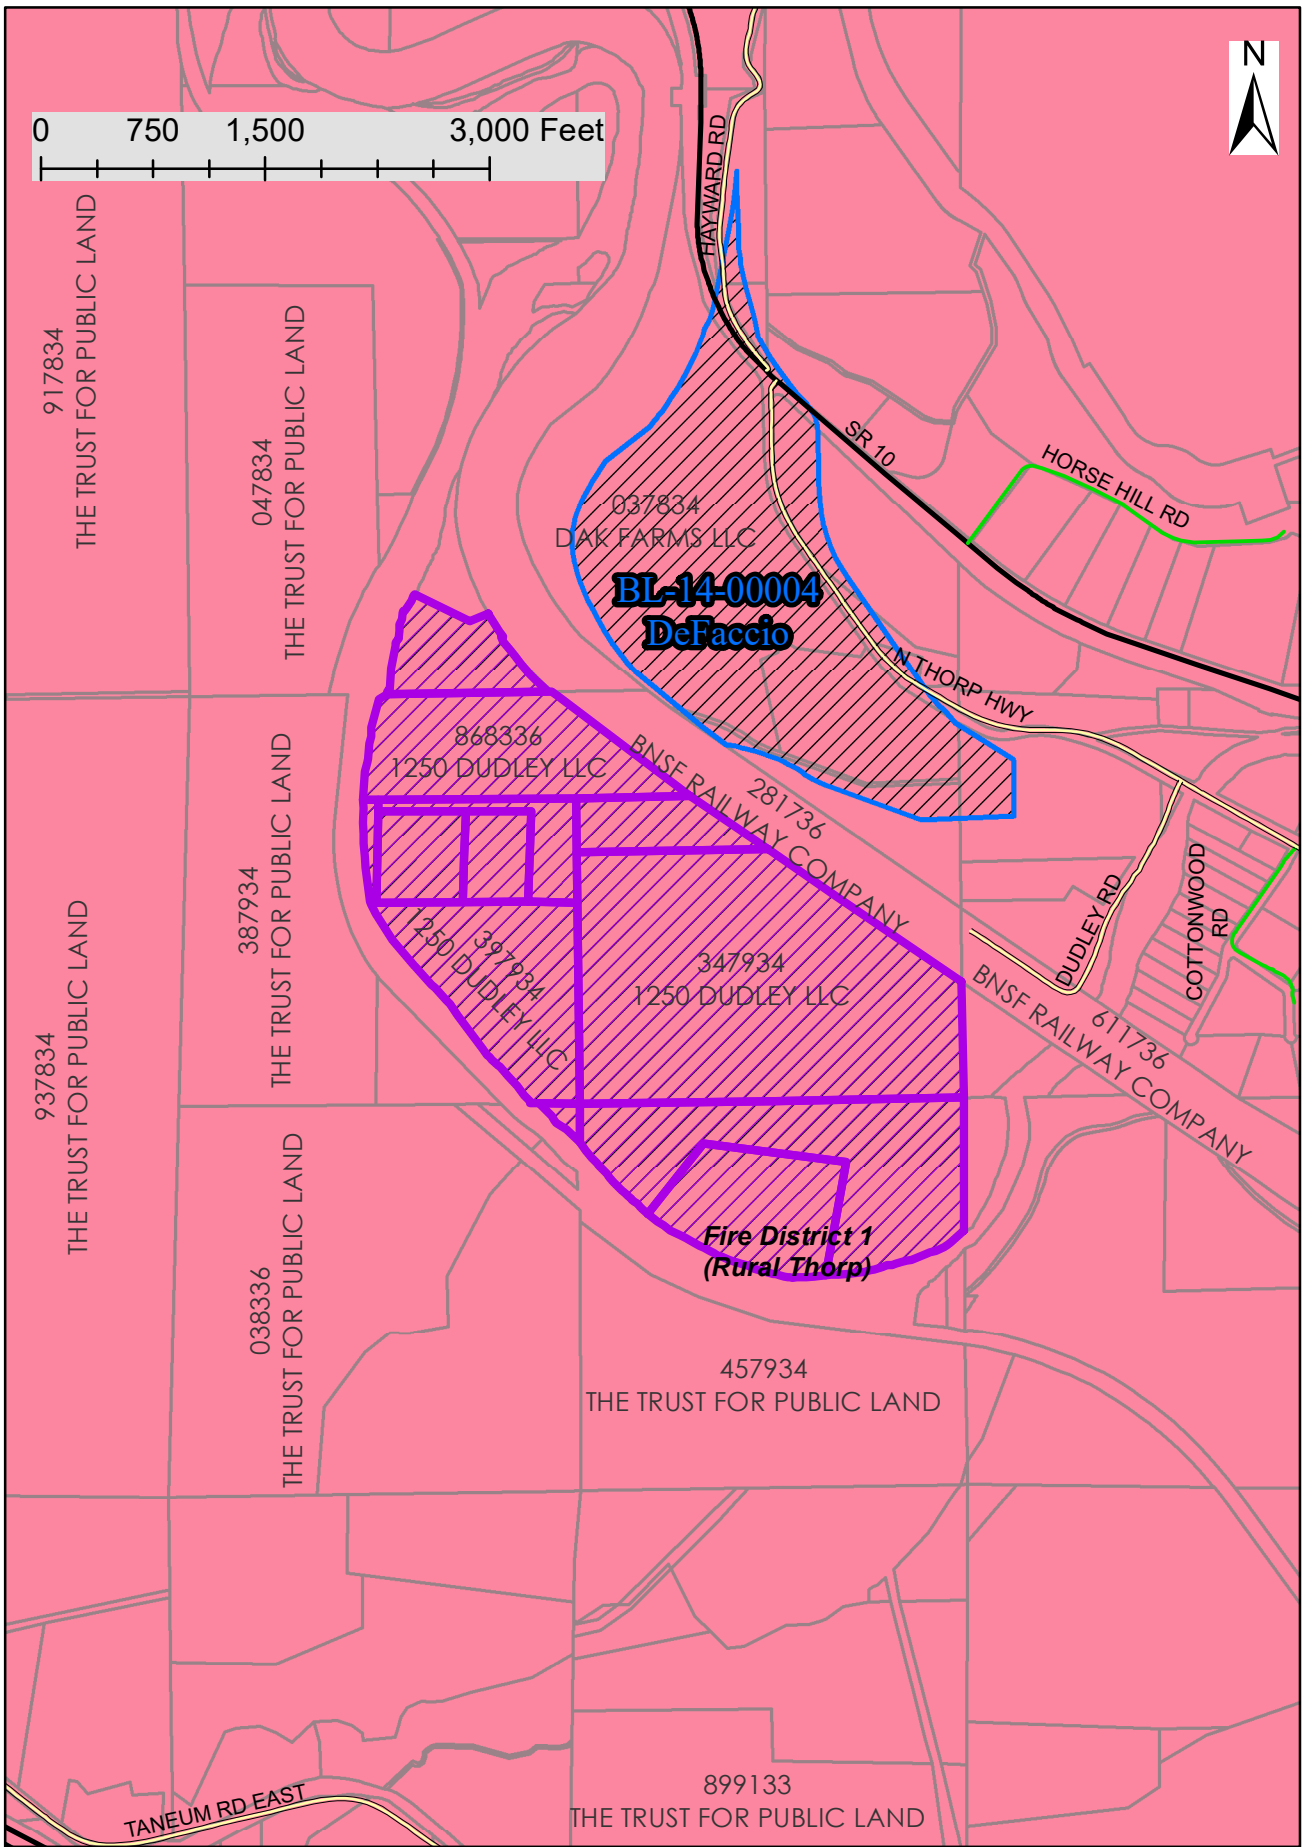 N
0 750 1,500 3,000 Feet
HAYWARD RD
917834
THE TRUST FOR PUBLIC LAND
047834
THE TRUST FOR PUBLIC LAND
SR 10
HORSE HILL RD
037834
DAK FARMS LLC
BL-14-00004
DeFaccio
N THORP HWY
868336
1250 DUDLEY LLC
281736
BNSF RAILWAY COMPANY
387934
THE TRUST FOR PUBLIC LAND
DUDLEY RD
COTTONWOOD
RD
937834
THE TRUST FOR PUBLIC LAND
397934
1250 DUDLEY LLC
347934
1250 DUDLEY LLC
611736
BNSF RAILWAY COMPANY
038336
THE TRUST FOR PUBLIC LAND
Fire District 1
(Rural Thorp)
457934
THE TRUST FOR PUBLIC LAND
899133
THE TRUST FOR PUBLIC LAND
TANEUM RD EAST